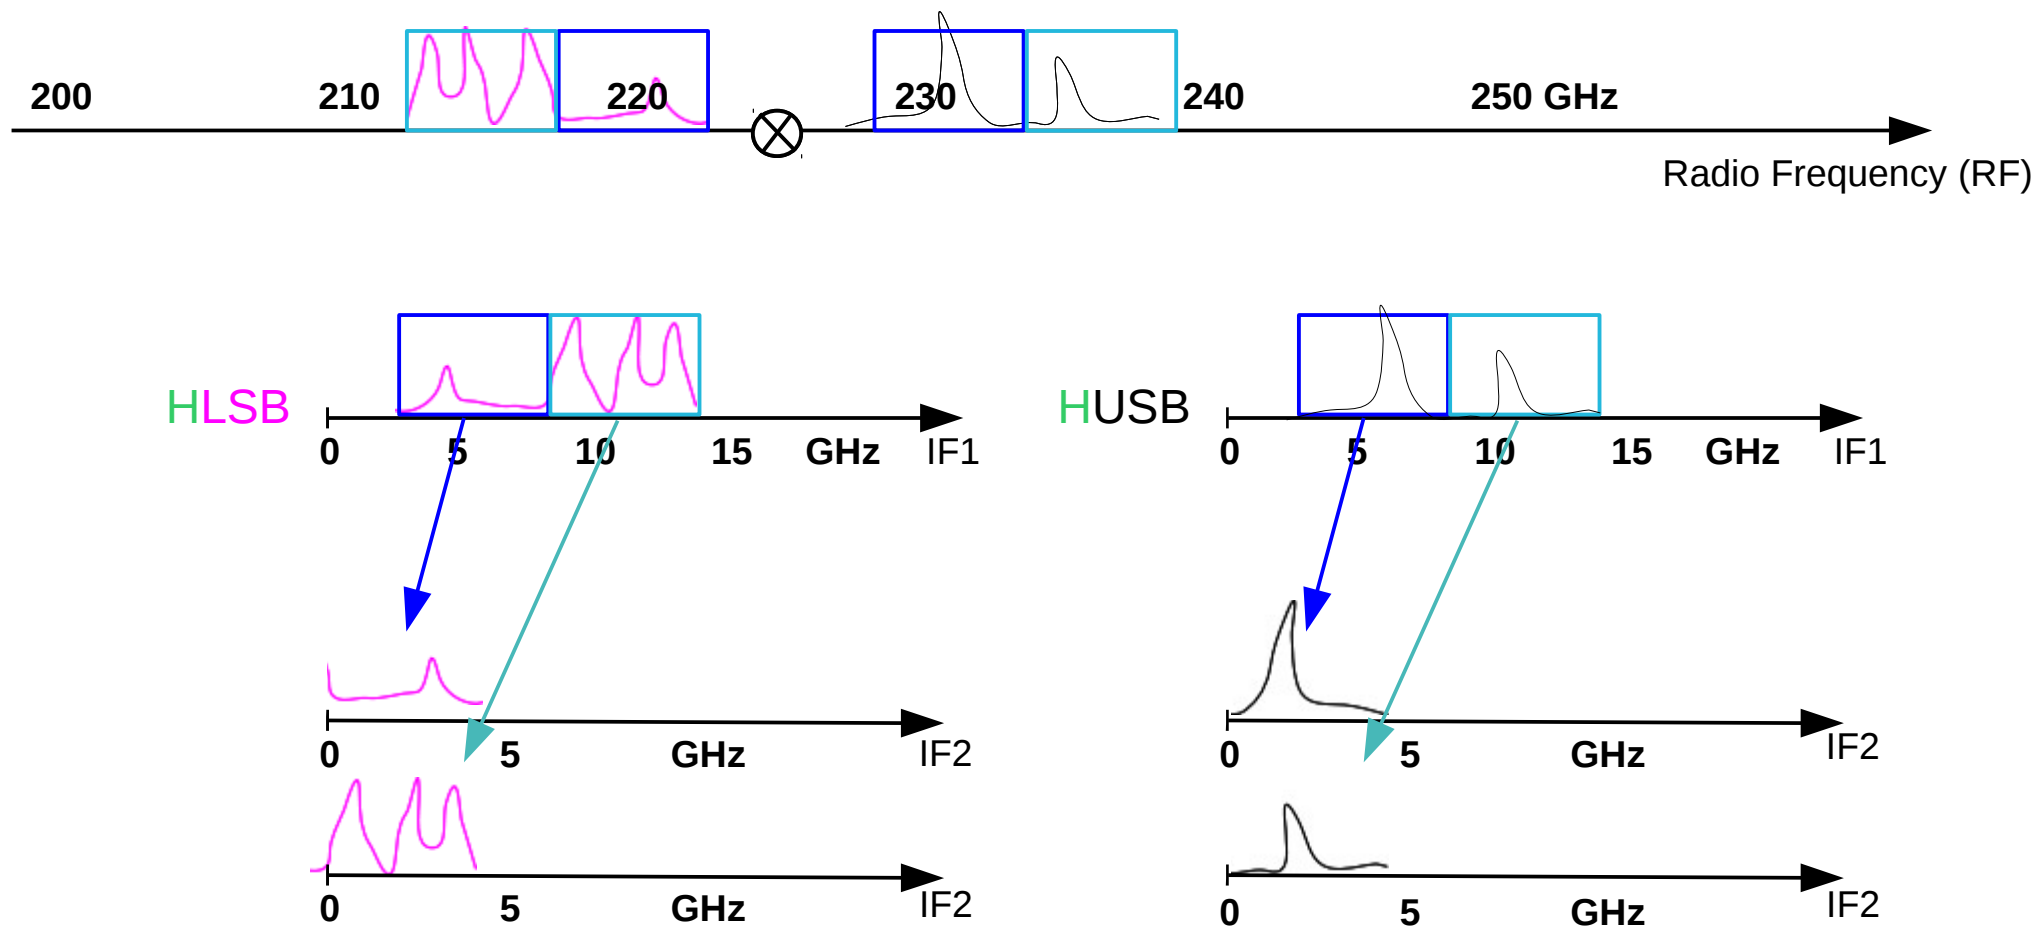 200 210 220 230 240 250 GHz
Radio Frequency (RF)
HLSB
0 5 10 15 GHz IF1
HUSB
0 5 10 15 GHz IF1
0 5 GHz IF2
0 5 GHz IF2
0 5 GHz IF2
0 5 GHz IF2